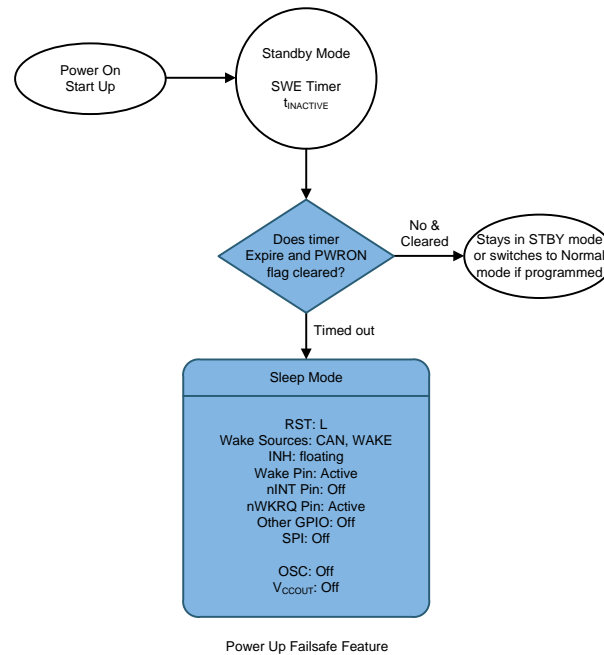 Power On
Start Up
Standby Mode
SWE Timer
tINACTIVE
Does timer
Expire and PWRON
flag cleared?
No &
Cleared
Stays in STBY mode
or switches to Normal
mode if programmed
Timed out
Sleep Mode
RST: L
Wake Sources: CAN, WAKE
INH: floating
Wake Pin: Active
nINT Pin: Off
nWKRQ Pin: Active
Other GPIO: Off
SPI: Off
OSC: Off
VCCOUT: Off
Power Up Failsafe Feature